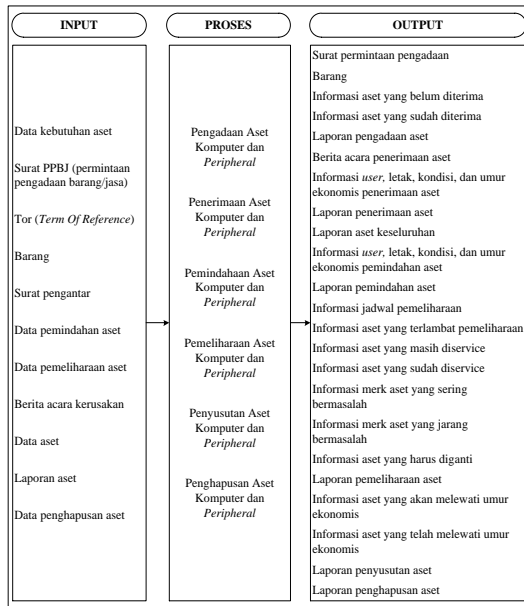 INPUT
Data kebutuhan aset
Surat PPBJ (permintaan
pengadaan barang/jasa)
Tor (Term Of Reference)
Barang
Surat pengantar
Data pemindahan aset
Data pemeliharaan aset
Berita acara kerusakan
Data aset
Laporan aset
Data penghapusan aset
PROSES
Pengadaan Aset
Komputer dan
Peripheral
Penerimaan Aset
Komputer dan
Peripheral
Pemindahaan Aset
Komputer dan
Peripheral
Pemeliharaan Aset
Komputer dan
Peripheral
Penyusutan Aset
Komputer dan
Peripheral
Penghapusan Aset
Komputer dan
Peripheral
OUTPUT
Surat permintaan pengadaan
Barang
Informasi aset yang belum diterima
Informasi aset yang sudah diterima
Laporan pengadaan aset
Berita acara penerimaan aset
Informasi user, letak, kondisi, dan umur
ekonomis penerimaan aset
Laporan penerimaan aset
Laporan aset keseluruhan
Informasi user, letak, kondisi, dan umur
ekonomis pemindahan aset
Laporan pemindahan aset
Informasi jadwal pemeliharaan
Informasi aset yang terlambat pemeliharaan
Informasi aset yang masih diservice
Informasi aset yang sudah diservice
Informasi merk aset yang sering
bermasalah
Informasi merk aset yang jarang
bermasalah
Informasi aset yang harus diganti
Laporan pemeliharaan aset
Informasi aset yang akan melewati umur
ekonomis
Informasi aset yang telah melewati umur
ekonomis
Laporan penyusutan aset
Laporan penghapusan aset